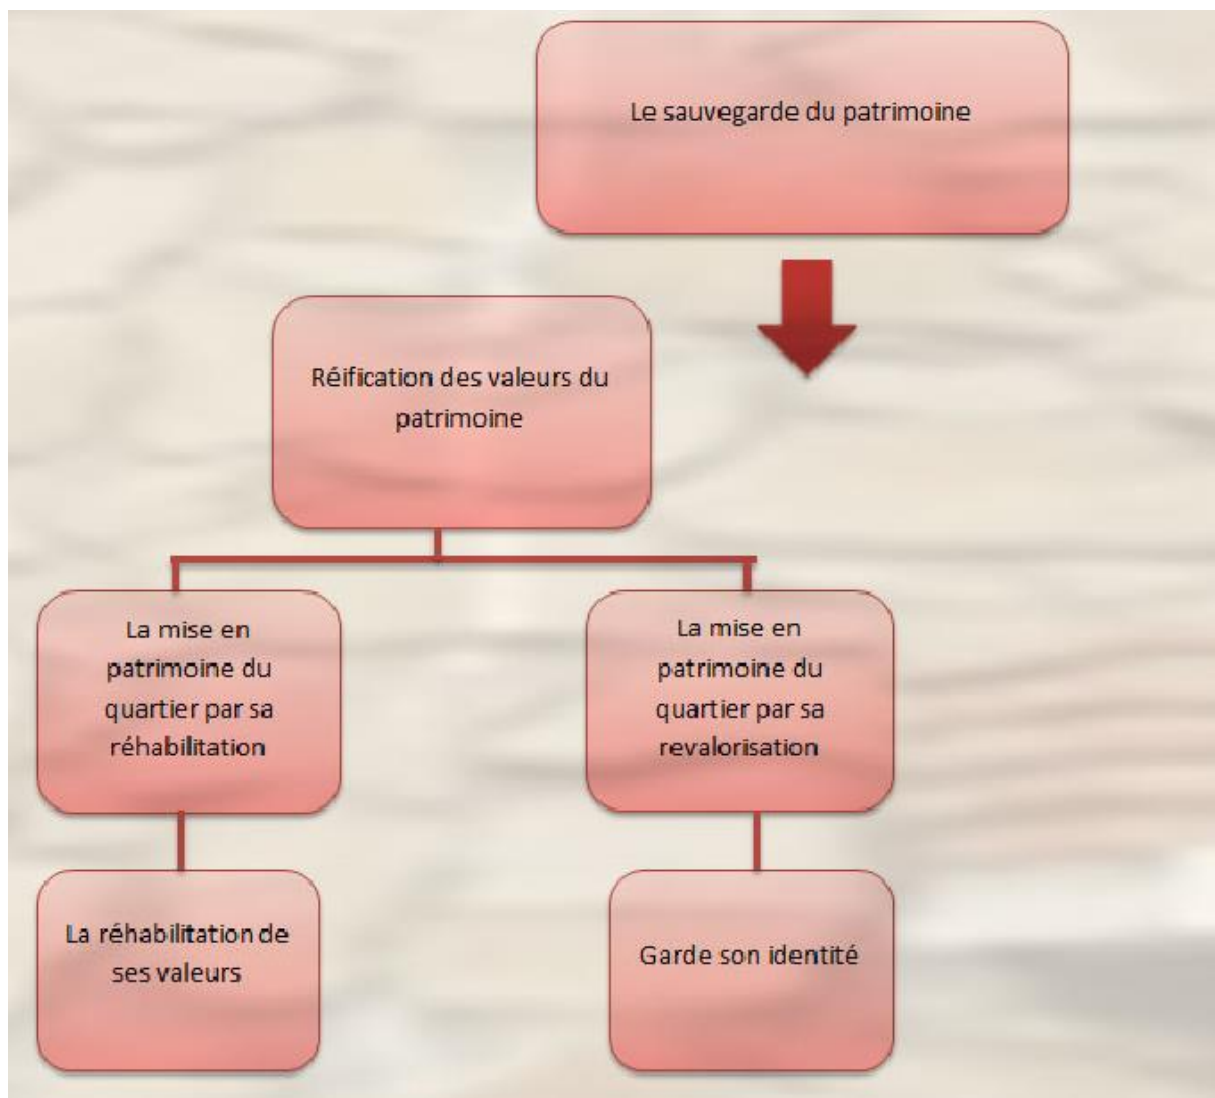 Le sauvegarde du patrimoine
Réification des valeurs du
patrimoine
La mise en
patrimoine du
quartier par sa
réhabilitation
La mise en
patrimoine du
quartier par sa
revalorisation
La réhabilitation de
ses valeurs
Garde son identité